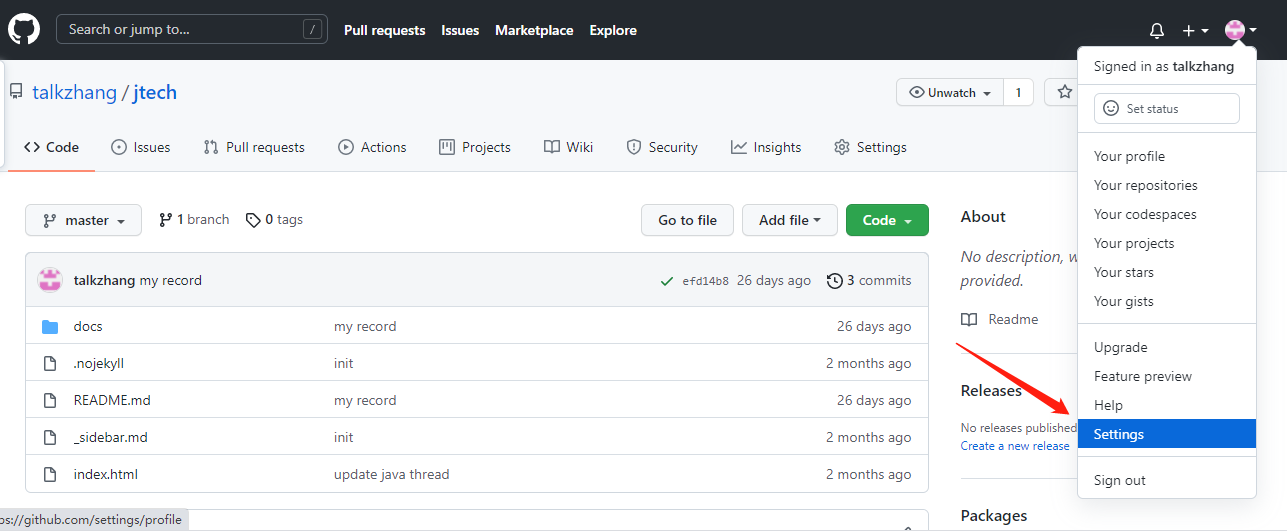 Search or jump to... /
Pull requests Issues Marketplace Explore
Signed in as talkzhang
Set status
Your profile
Your repositories
Your codespaces
Your projects
Your stars
Your gists
Upgrade
Feature preview
Help
Settings
Sign out
talkzhang / jtech
Unwatch 1
Code Issues Pull requests Actions Projects Wiki Security Insights Settings
master 1 branch 0 tags Go to file Add file Code
talkzhang my record efd14b8 26 days ago 3 commits
docs my record 26 days ago
.nojekyll init 2 months ago
README.md my record 26 days ago
_sidebar.md init 2 months ago
index.html update java thread 2 months ago
About
No description, w
provided.
Readme
Releases
No releases published
Create a new release
Packages
ps://github.com/settings/profile